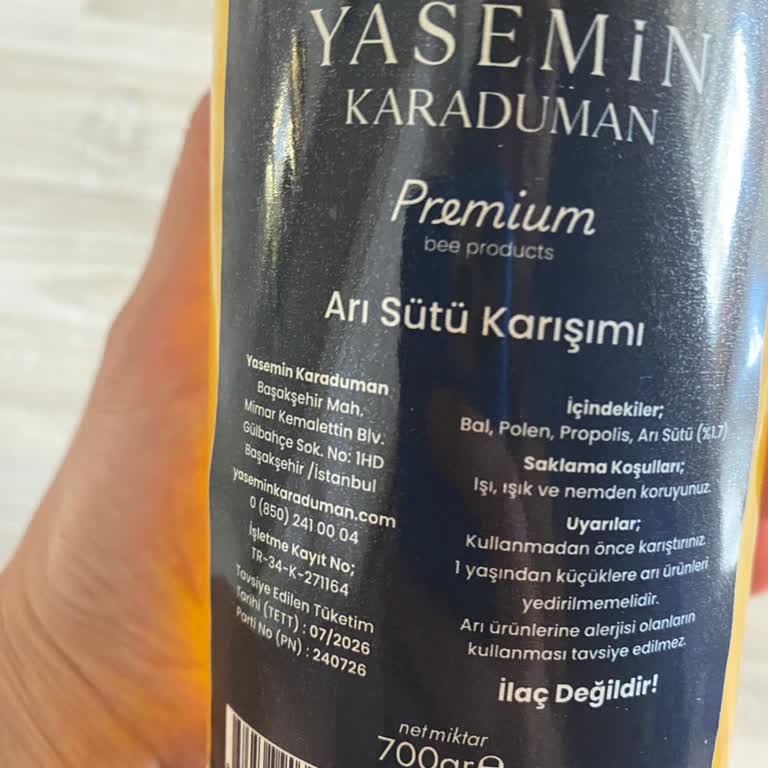 YASEMiN
KARADUMAN
Premium
bee products
Arı Sütü Karışımı
Yasemin Karaduman
Başakşehir Mah.
Mimar Kemalettin Blv.
Gülbahçe Sok. No: 1HD
Başakşehir /İstanbul
yaseminkaraduman.com
0 (850) 241 00 04
İşletme Kayıt No;
TR-34-K-271164
Tavsiye Edilen Tüketim
Tarihi (TETT) : 07/2026
Parti No (PN) : 240726
İçindekiler;
Bal, Polen, Propolis, Arı Sütü (%1.7)
Saklama Koşulları;
Isı, ışık ve nemden koruyunuz.
Uyarılar;
Kullanmadan önce karıştırınız.
1 yaşından küçüklere arı ürünleri
yedirilmemelidir.
Arı ürünlerine alerjisi olanların
kullanması tavsiye edilmez.
İlaç Değildir!
net miktar
700gr e